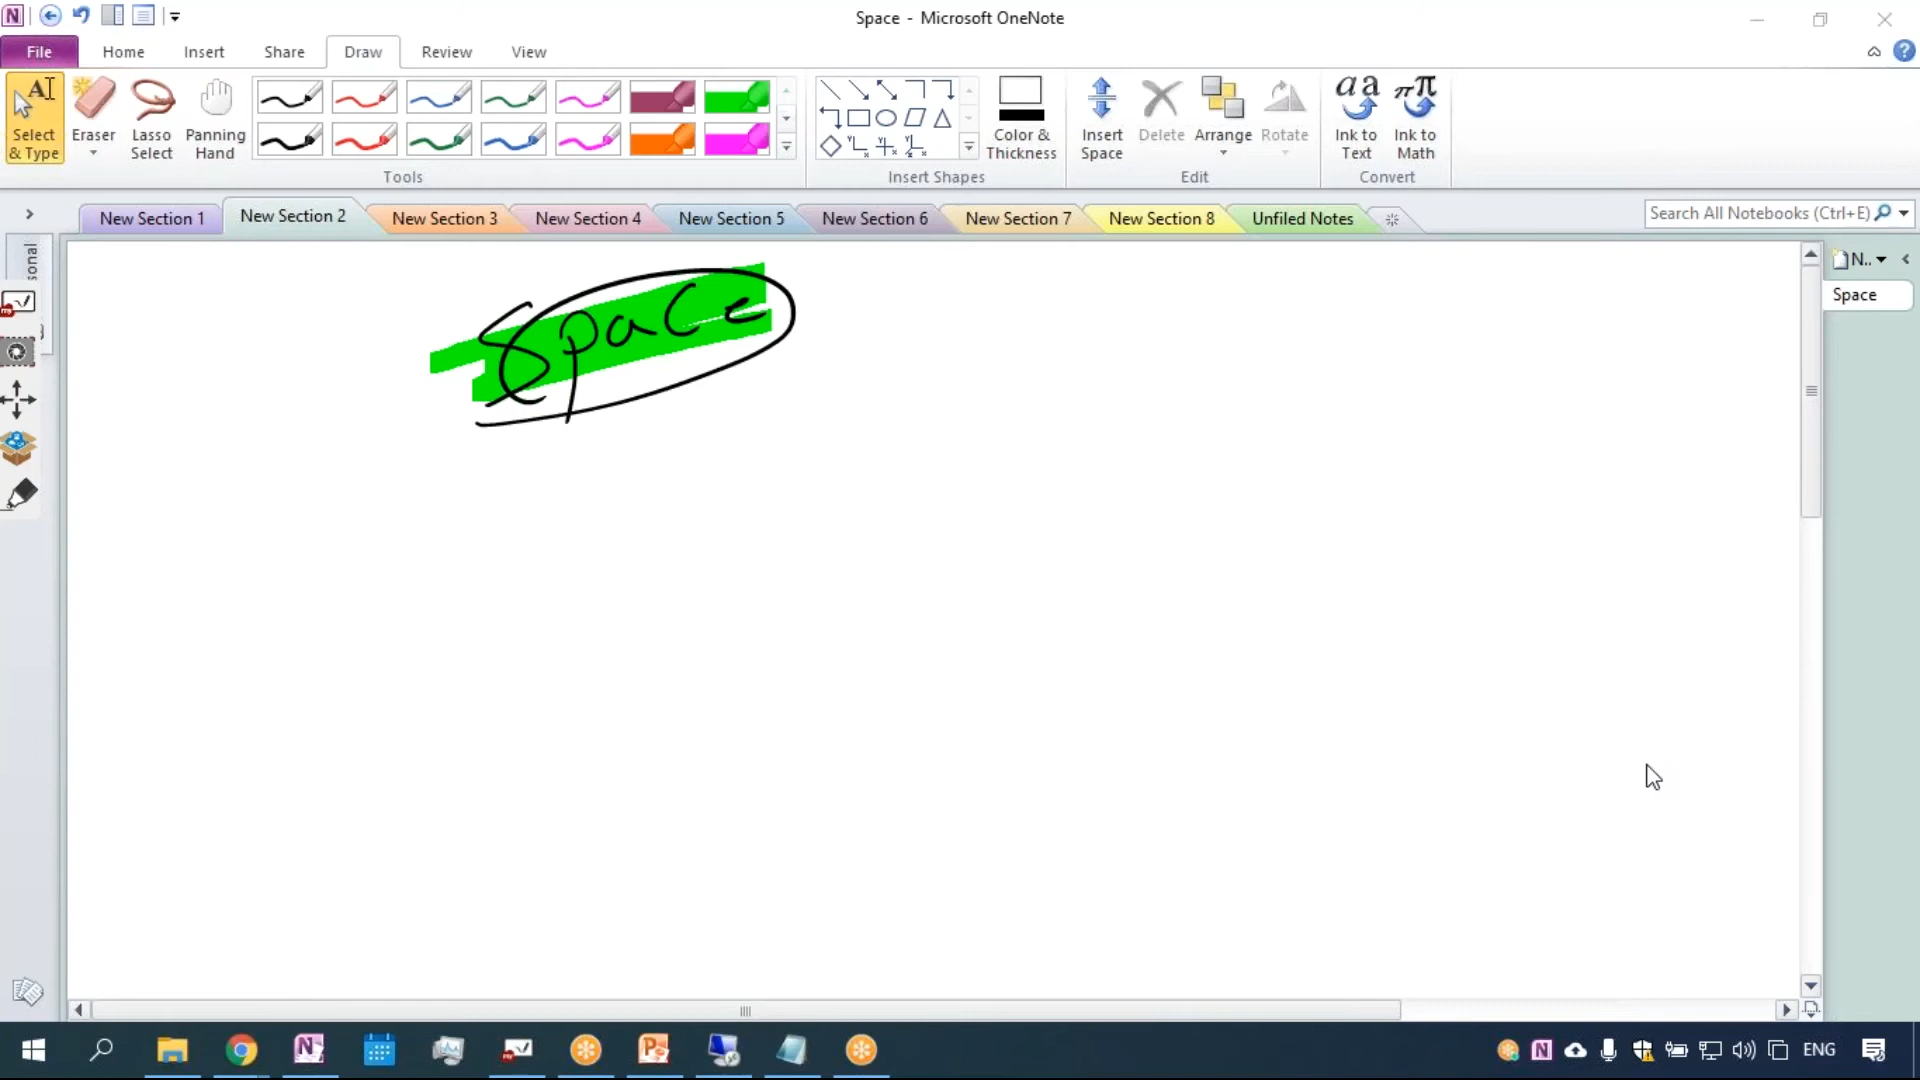 Space - Microsoft OneNote
File Home Insert Share Draw Review View
Select & Type
Eraser
Lasso Select
Panning Hand
Color & Thickness
Insert Space
Delete
Arrange
Rotate
Ink to Text
Ink to Math
Tools
Insert Shapes
Edit
Convert
New Section 1 New Section 2 New Section 3 New Section 4 New Section 5 New Section 6 New Section 7 New Section 8 Unfiled Notes
Search All Notebooks (Ctrl+E)
sonal
N..
Space
Space
ENG